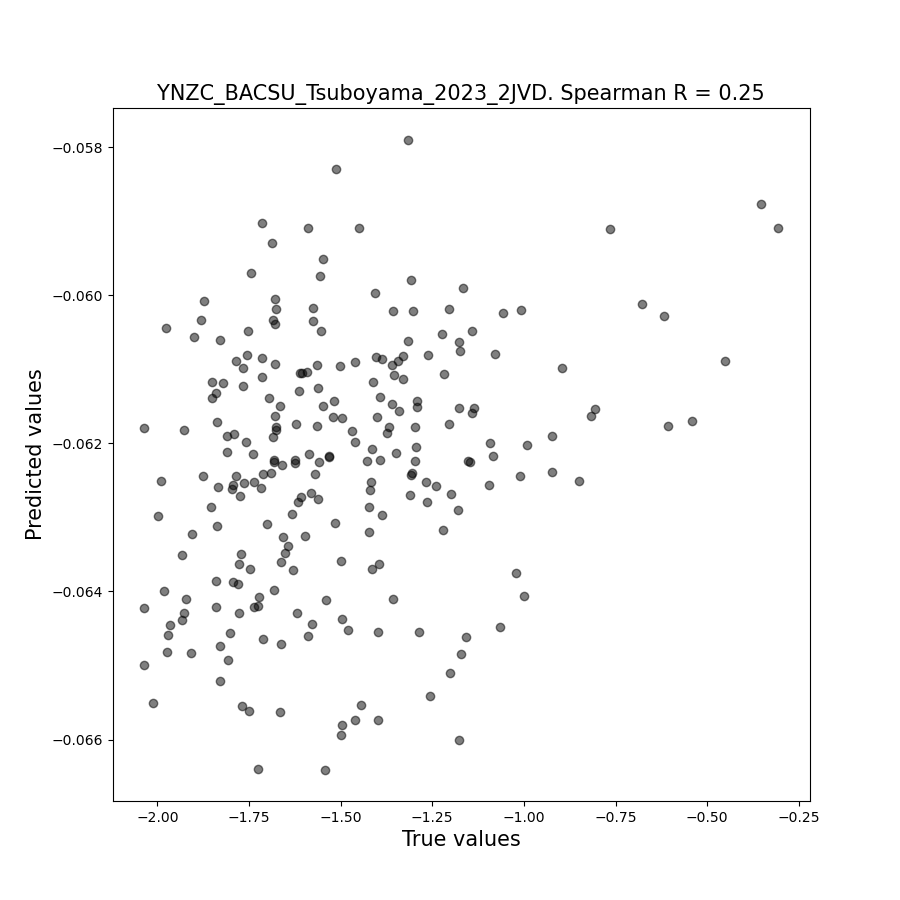 YNZC_BACSU_Tsuboyama_2023_2JVD. Spearman R = 0.25
Predicted values
−0.058
−0.060
−0.062
−0.064
−0.066
−2.00 −1.75 −1.50 −1.25 −1.00 −0.75 −0.50 −0.25
True values